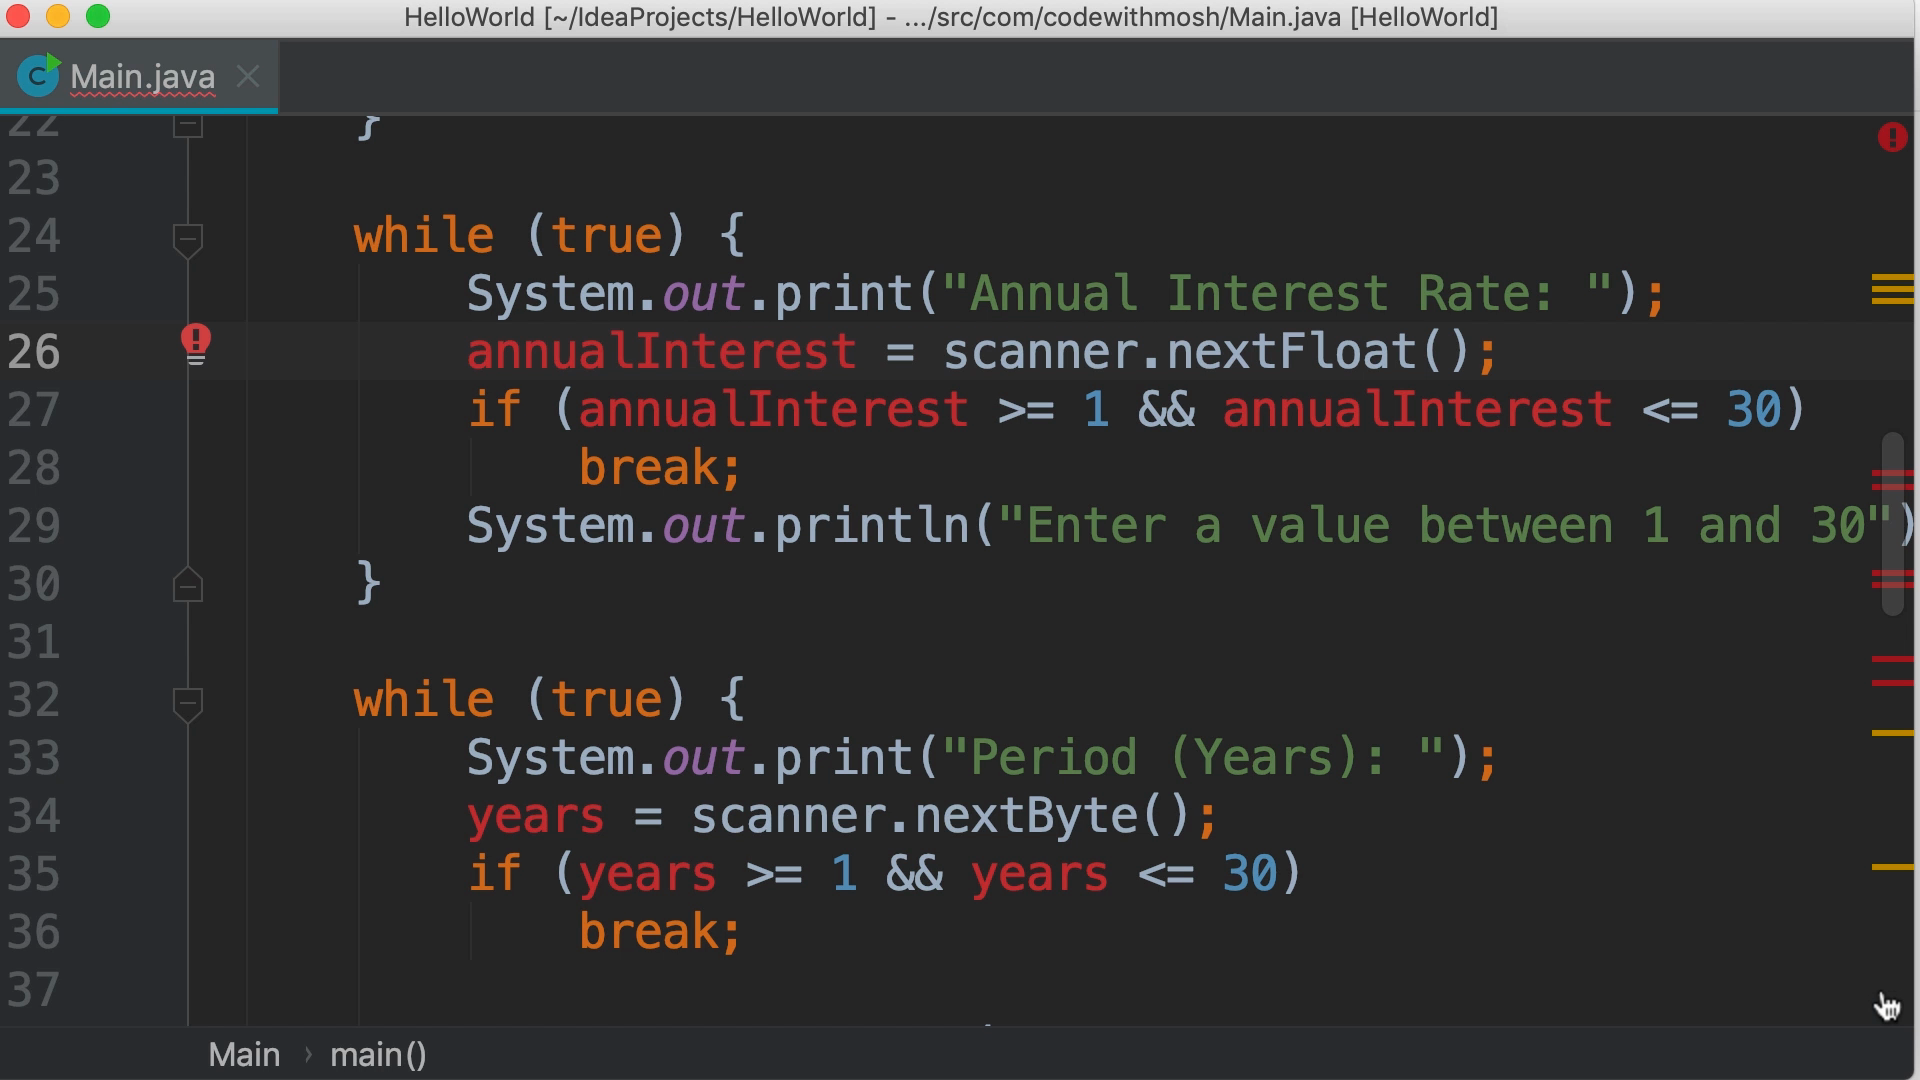 HelloWorld [~/IdeaProjects/HelloWorld] - .../src/com/codewithmosh/Main.java [HelloWorld]
C Main.java
22 }
23
24 while (true) {
25 System.out.print("Annual Interest Rate: ");
26 annualInterest = scanner.nextFloat();
27 if (annualInterest >= 1 && annualInterest <= 30)
28 break;
29 System.out.println("Enter a value between 1 and 30")
30 }
31
32 while (true) {
33 System.out.print("Period (Years): ");
34 years = scanner.nextByte();
35 if (years >= 1 && years <= 30)
36 break;
37
Main › main()